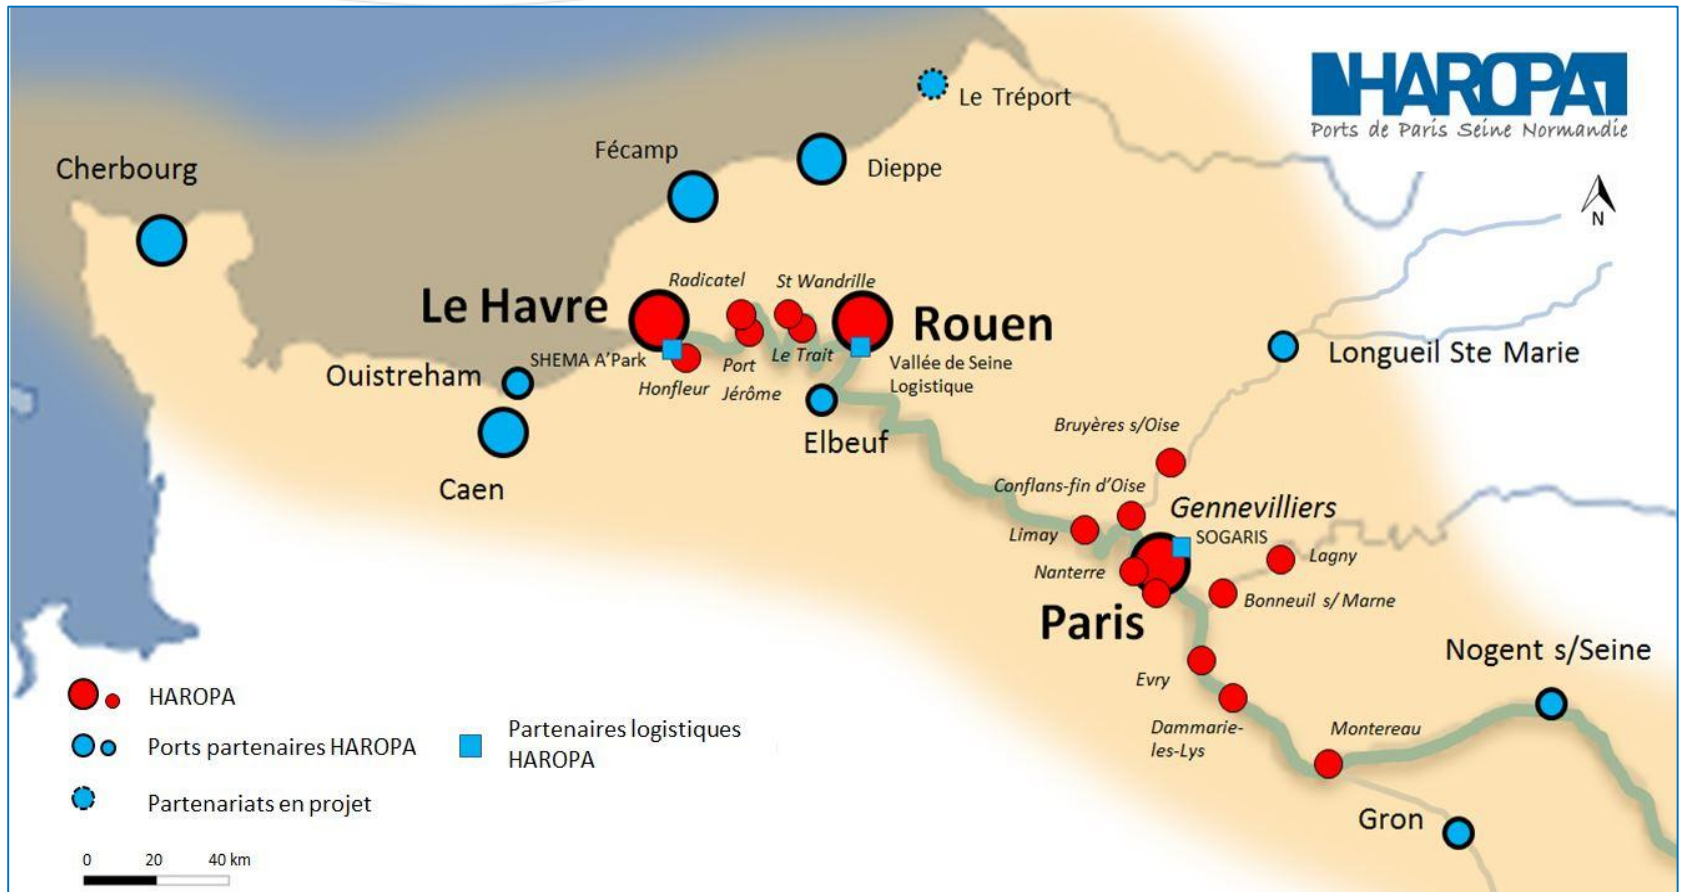 HAROPA
Ports de Paris Seine Normandie
N
Le Tréport
Fécamp
Dieppe
Cherbourg
Radicatel
St Wandrille
Le Havre
Rouen
SHEMA A'Park
Port
Jérôme
Le Trait
Vallée de Seine
Logistique
Honfleur
Longueil Ste Marie
Ouistreham
Elbeuf
Caen
Bruyères s/Oise
Conflans-fin d'Oise
Gennevilliers
SOGARIS
Limay
Lagny
Nanterre
Bonneuil s/ Marne
Paris
Nogent s/Seine
Evry
Dammarie-
les-Lys
Montereau
Gron
HAROPA
Ports partenaires HAROPA
Partenaires logistiques
HAROPA
Partenariats en projet
0 20 40 km